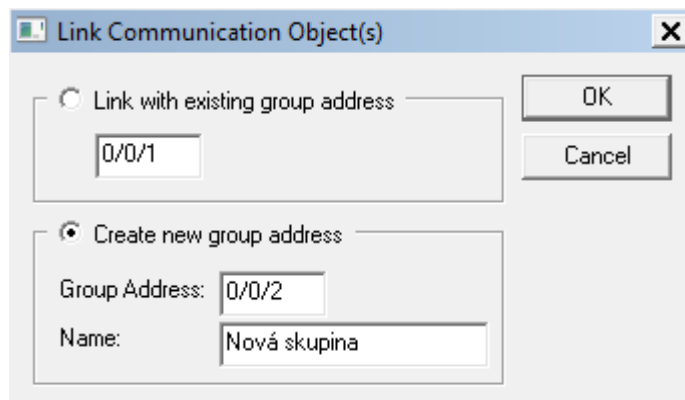 Link Communication Object(s)
Link with existing group address
OK
0/0/1
Cancel
Create new group address
Group Address: 0/0/2
Name: Nová skupina